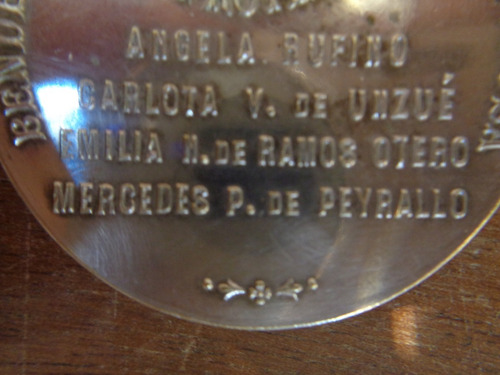 ANGELA RUFINO
CARLOTA V. DE UNZUÉ
EMILIA N. DE RAMOS OTERO
MERCEDES P. DE PEYRALLO